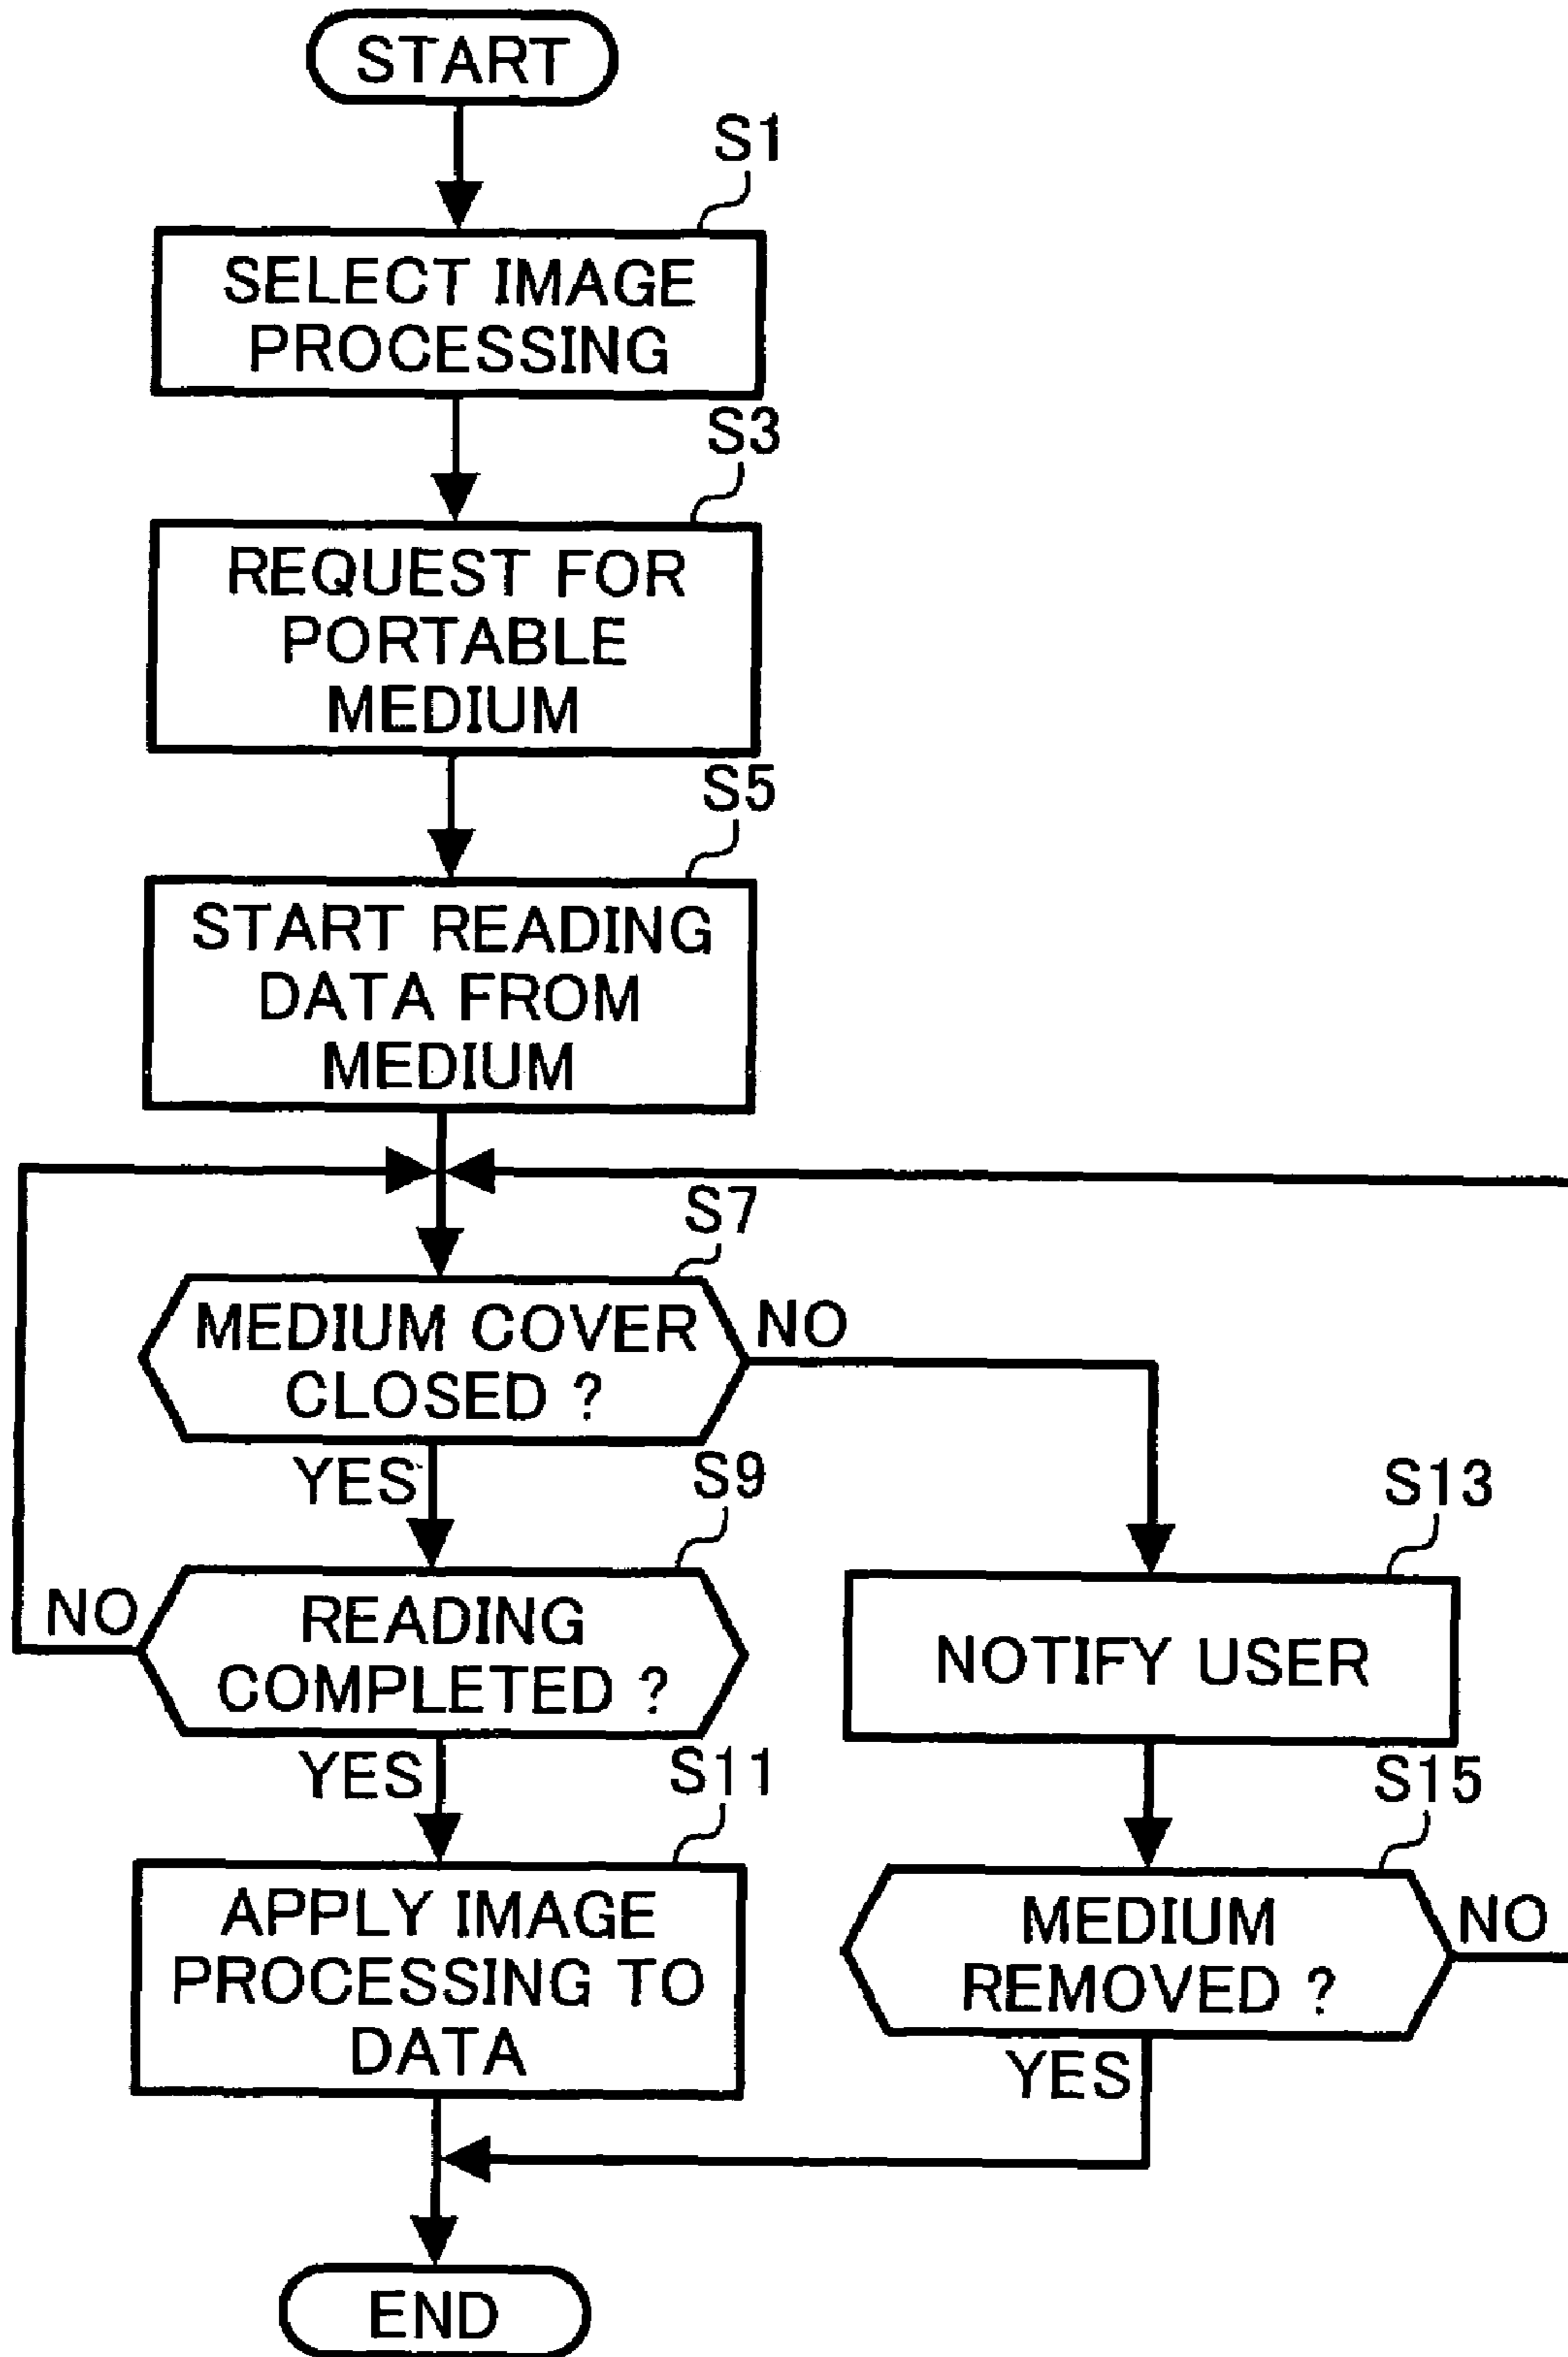 START
S1
SELECT IMAGE
PROCESSING
S3
REQUEST FOR
PORTABLE
MEDIUM
S5
START READING
DATA FROM
MEDIUM
S7
MEDIUM COVER
CLOSED ?
NO
YES
S9
READING
COMPLETED ?
NO
YES
S11
APPLY IMAGE
PROCESSING TO
DATA
S13
NOTIFY USER
S15
MEDIUM
REMOVED ?
NO
YES
END